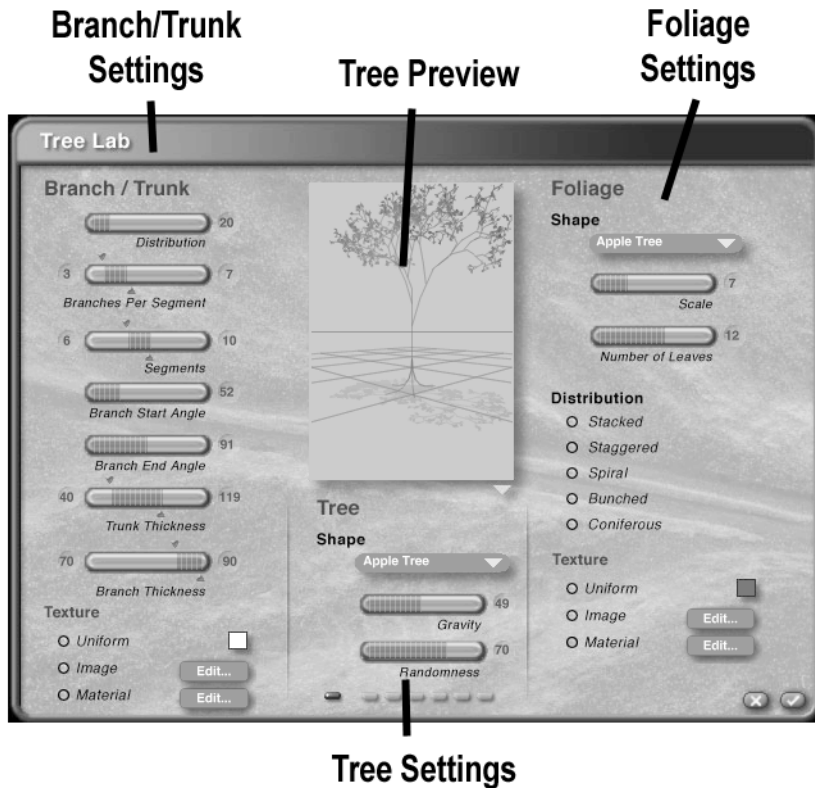 Branch/Trunk
Settings
Tree Preview
Foliage
Settings
Tree Lab
Branch / Trunk
20
Distribution
3 7
Branches Per Segment
6 10
Segments
52
Branch Start Angle
91
Branch End Angle
40 119
Trunk Thickness
70 90
Branch Thickness
Texture
Uniform
Image Edit...
Material Edit...
Tree
Shape
Apple Tree
49
Gravity
70
Randomness
Foliage
Shape
Apple Tree
7
Scale
12
Number of Leaves
Distribution
Stacked
Staggered
Spiral
Bunched
Coniferous
Texture
Uniform
Image Edit...
Material Edit...
Tree Settings